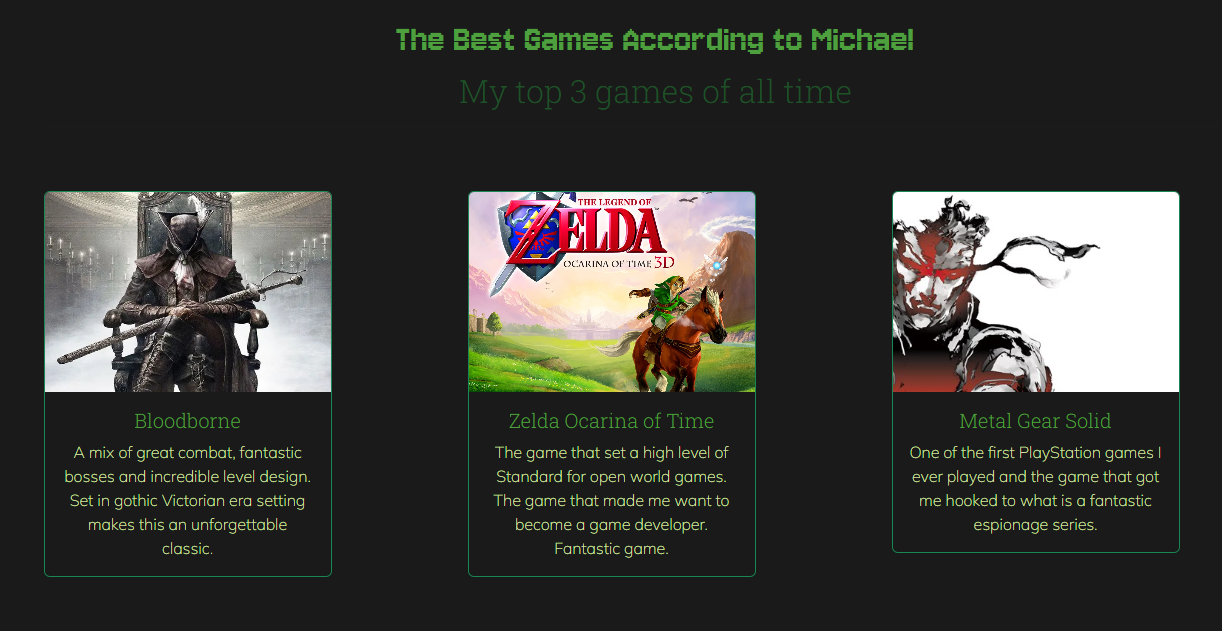 The Best Games According to Michael
My top 3 games of all time
THE LEGEND OF
ZELDA
OCARINA OF TIME 3D
Bloodborne
A mix of great combat, fantastic
bosses and incredible level design.
Set in gothic Victorian era setting
makes this an unforgettable
classic.
Zelda Ocarina of Time
The game that set a high level of
Standard for open world games.
The game that made me want to
become a game developer.
Fantastic game.
Metal Gear Solid
One of the first PlayStation games I
ever played and the game that got
me hooked to what is a fantastic
espionage series.